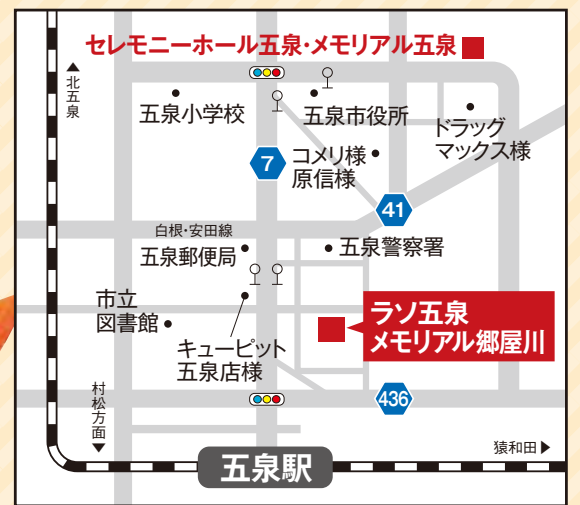 セレモニーホール五泉・メモリアル五泉
▲
北五泉
五泉小学校
五泉市役所
ドラッグ
マックス様
7
コメリ様
原信様
41
白根・安田線
五泉郵便局
五泉警察署
市立
図書館
キューピット
五泉店様
ラソ五泉
メモリアル郷屋川
村松方面
▼
436
猿和田▶
五泉駅